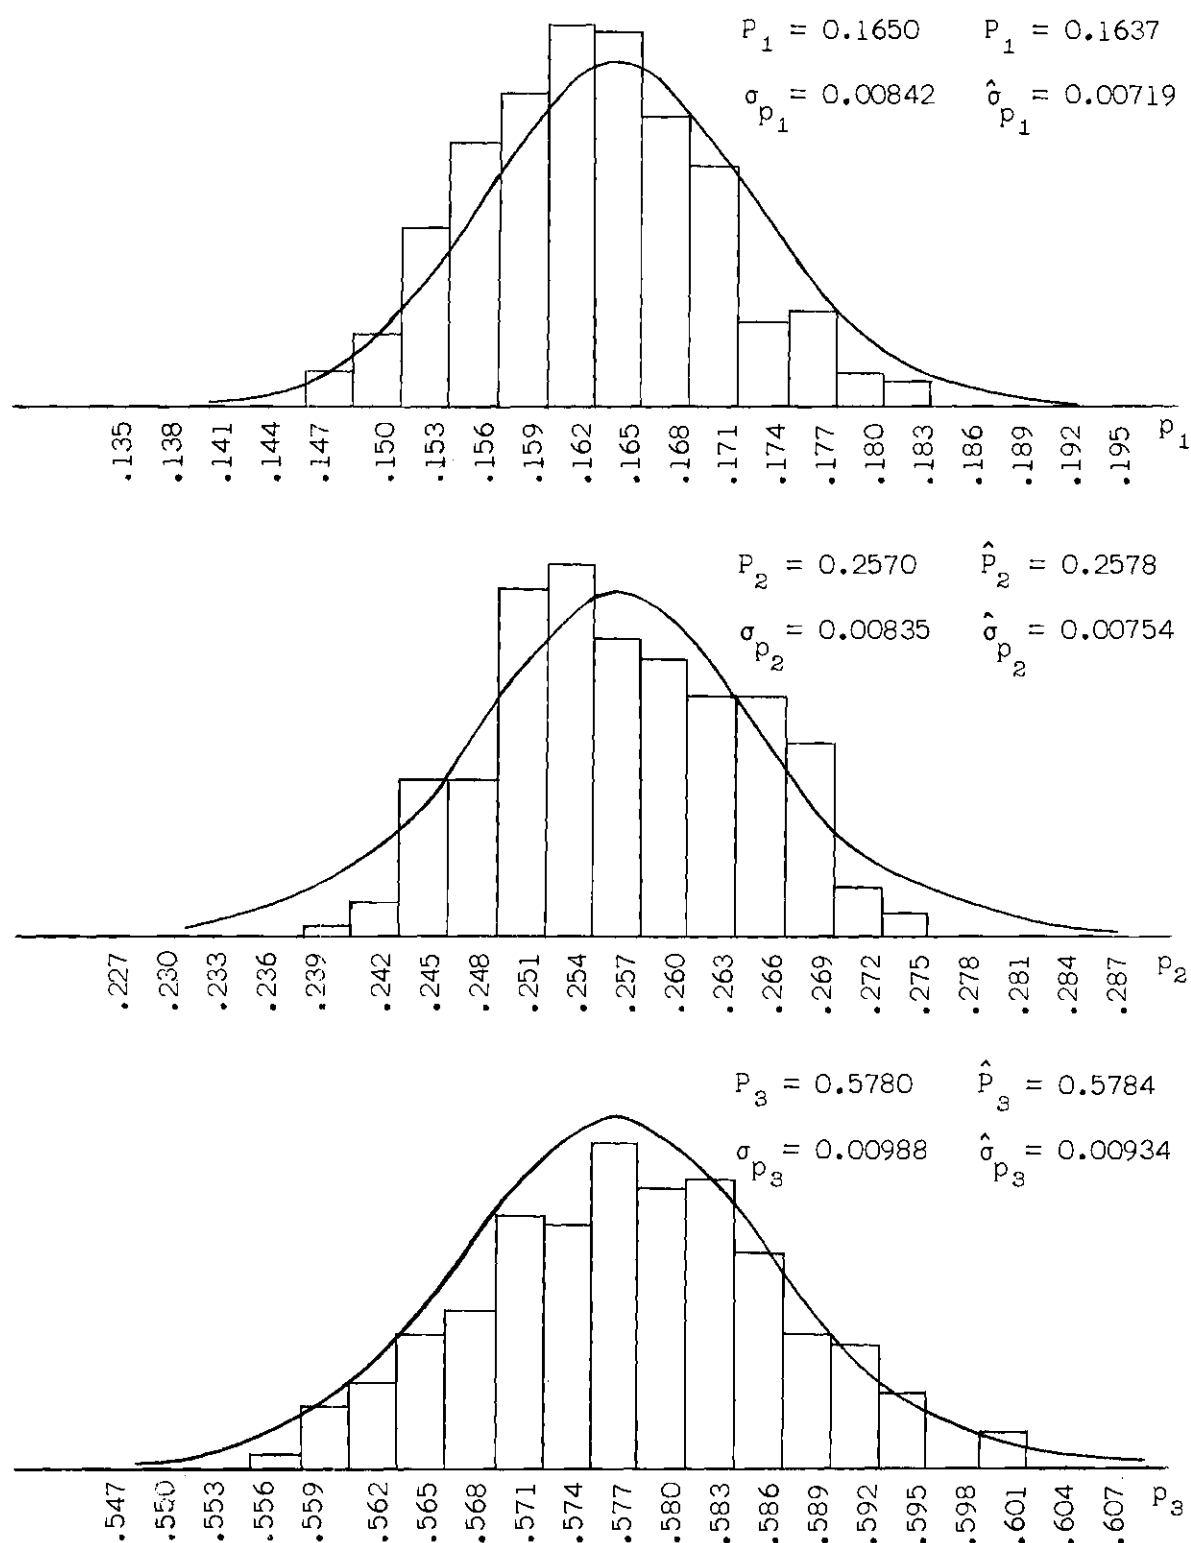 P₁ = 0.1650 P₁ = 0.1637
σₚ₁ = 0.00842 σ̂ₚ₁ = 0.00719
.135 .138 .141 .144 .147 .150 .153 .156 .159 .162 .165 .168 .171 .174 .177 .180 .183 .186 .189 .192 .195 p₁
P₂ = 0.2570 P̂₂ = 0.2578
σₚ₂ = 0.00835 σ̂ₚ₂ = 0.00754
.227 .230 .233 .236 .239 .242 .245 .248 .251 .254 .257 .260 .263 .266 .269 .272 .275 .278 .281 .284 .287 p₂
P₃ = 0.5780 P̂₃ = 0.5784
σₚ₃ = 0.00988 σ̂ₚ₃ = 0.00934
.547 .550 .553 .556 .559 .562 .565 .568 .571 .574 .577 .580 .583 .586 .589 .592 .595 .598 .601 .604 .607 p₃